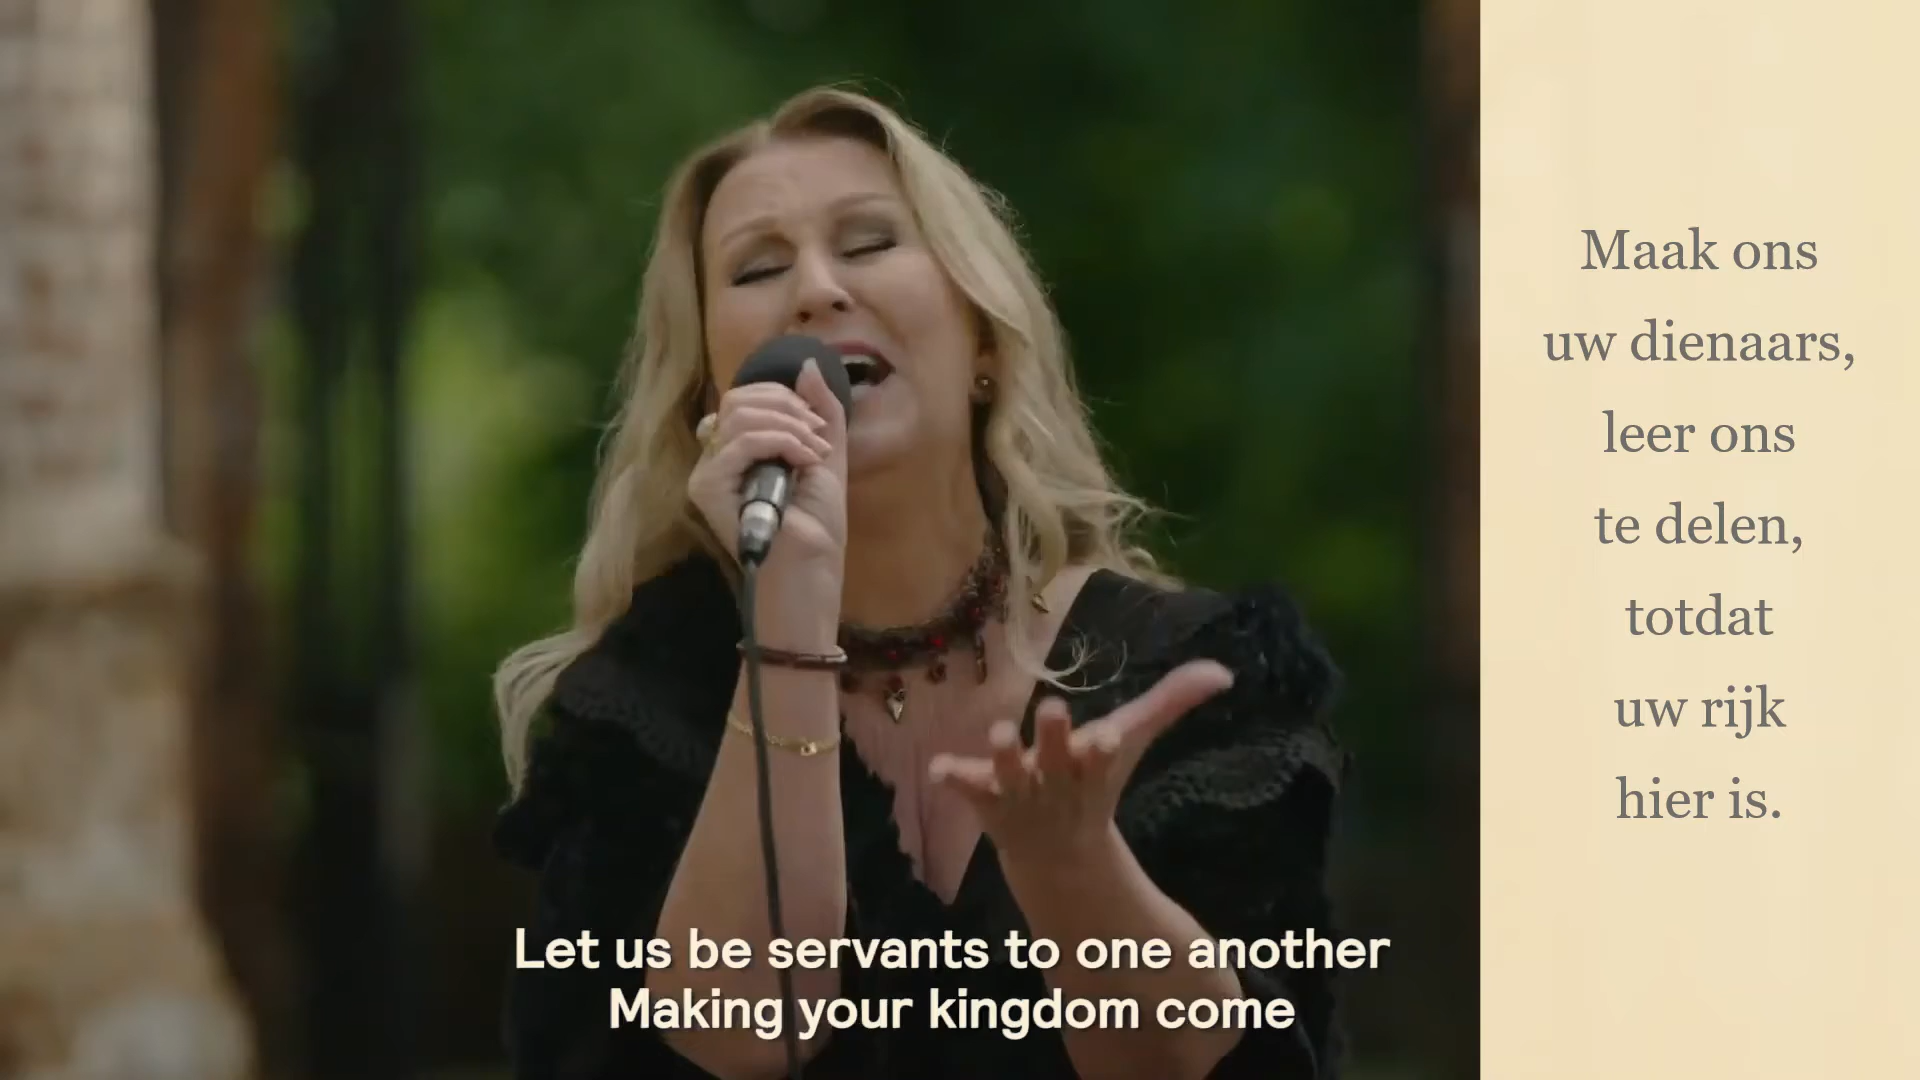 Maak ons
uw dienaars,
leer ons
te delen,
totdat
uw rijk
hier is.
Let us be servants to one another
Making your kingdom come